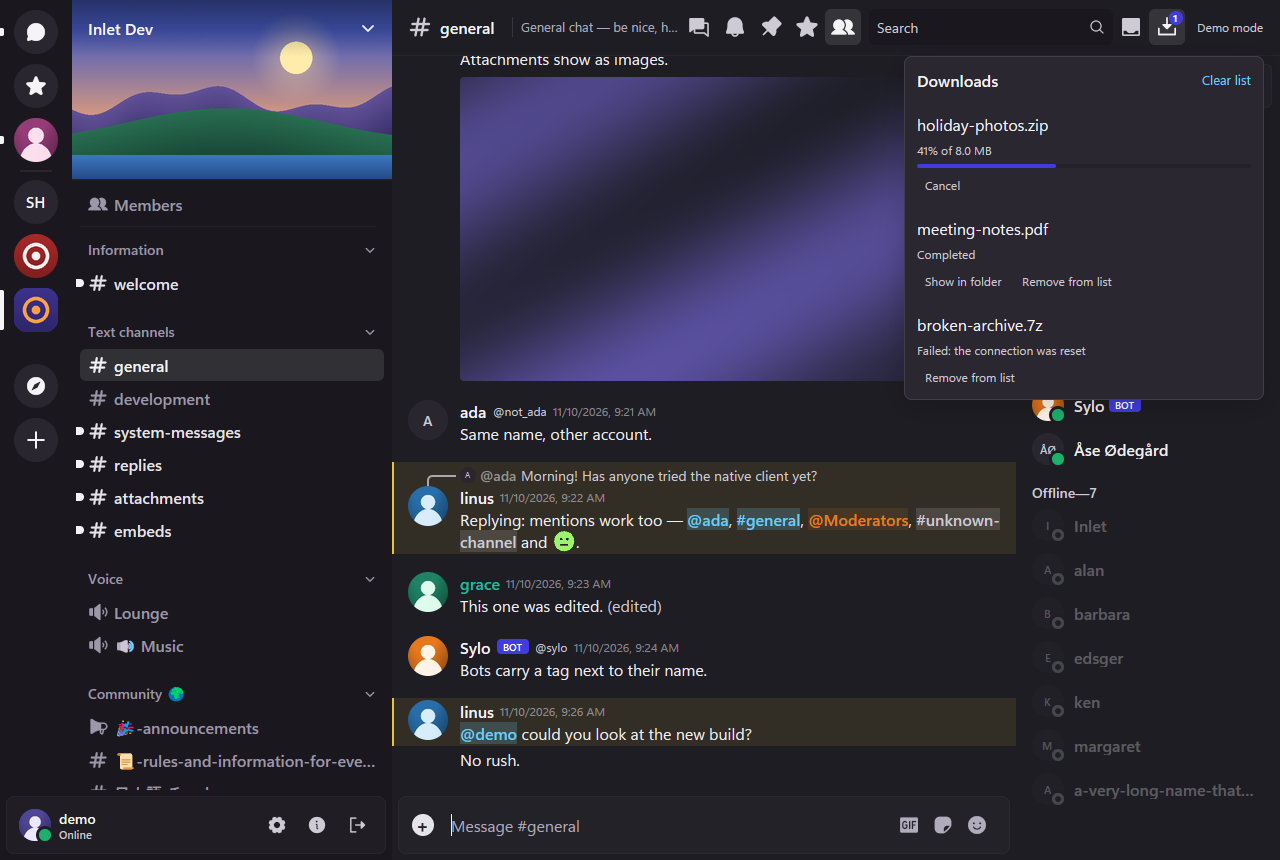 Inlet Dev
SH
Members
Information
# welcome
Text channels
# general
# development
# system-messages
# replies
# attachments
# embeds
Voice
Lounge
Music
Community
-announcements
# -rules-and-information-for-eve...
demo
Online
# general
General chat — be nice, h...
Search
1
Demo mode
Attachments show as images.
A
ada @not_ada 11/10/2026, 9:21 AM
Same name, other account.
A @ada Morning! Has anyone tried the native client yet?
linus 11/10/2026, 9:22 AM
Replying: mentions work too — @ada, #general, @Moderators, #unknown-
channel and .
grace 11/10/2026, 9:23 AM
This one was edited. (edited)
Sylo BOT @sylo 11/10/2026, 9:24 AM
Bots carry a tag next to their name.
linus 11/10/2026, 9:26 AM
@demo could you look at the new build?
No rush.
Message #general
GIF
Downloads
Clear list
holiday-photos.zip
41% of 8.0 MB
Cancel
meeting-notes.pdf
Completed
Show in folder Remove from list
broken-archive.7z
Failed: the connection was reset
Remove from list
Sylo BOT
ÅØ Åse Ødegård
Offline—7
I Inlet
A alan
B barbara
E edsger
K ken
M margaret
A a-very-long-name-that...